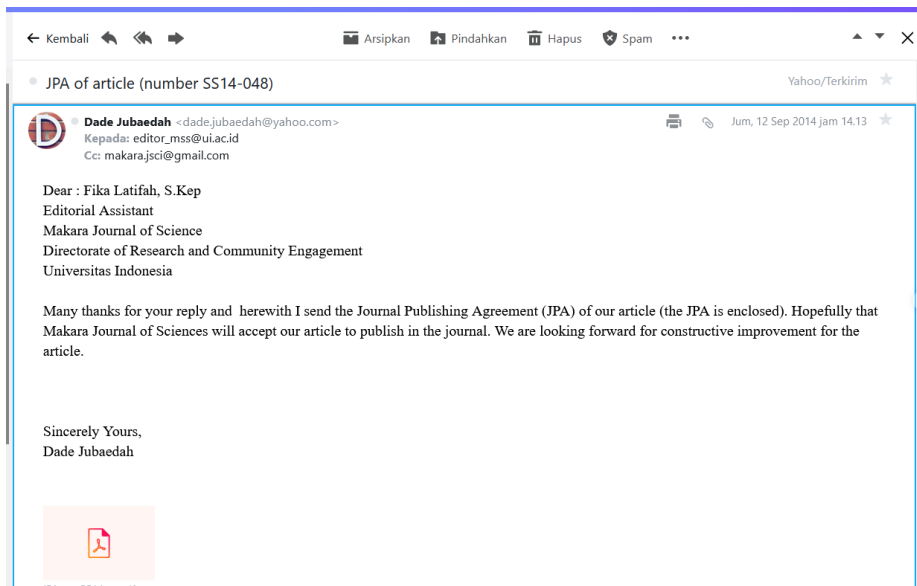 Kembali
Arsipkan
Pindahkan
Hapus
Spam
JPA of article (number SS14-048)
Yahoo/Terkirim
D
Dade Jubaedah <dade.jubaedah@yahoo.com>
Jum, 12 Sep 2014 jam 14.13
Kepada: editor_mss@ui.ac.id
Cc: makara.jsci@gmail.com
Dear : Fika Latifah, S.Kep
Editorial Assistant
Makara Journal of Science
Directorate of Research and Community Engagement
Universitas Indonesia
Many thanks for your reply and  herewith I send the Journal Publishing Agreement (JPA) of our article (the JPA is enclosed). Hopefully that
Makara Journal of Sciences will accept our article to publish in the journal. We are looking forward for constructive improvement for the
article.
Sincerely Yours,
Dade Jubaedah